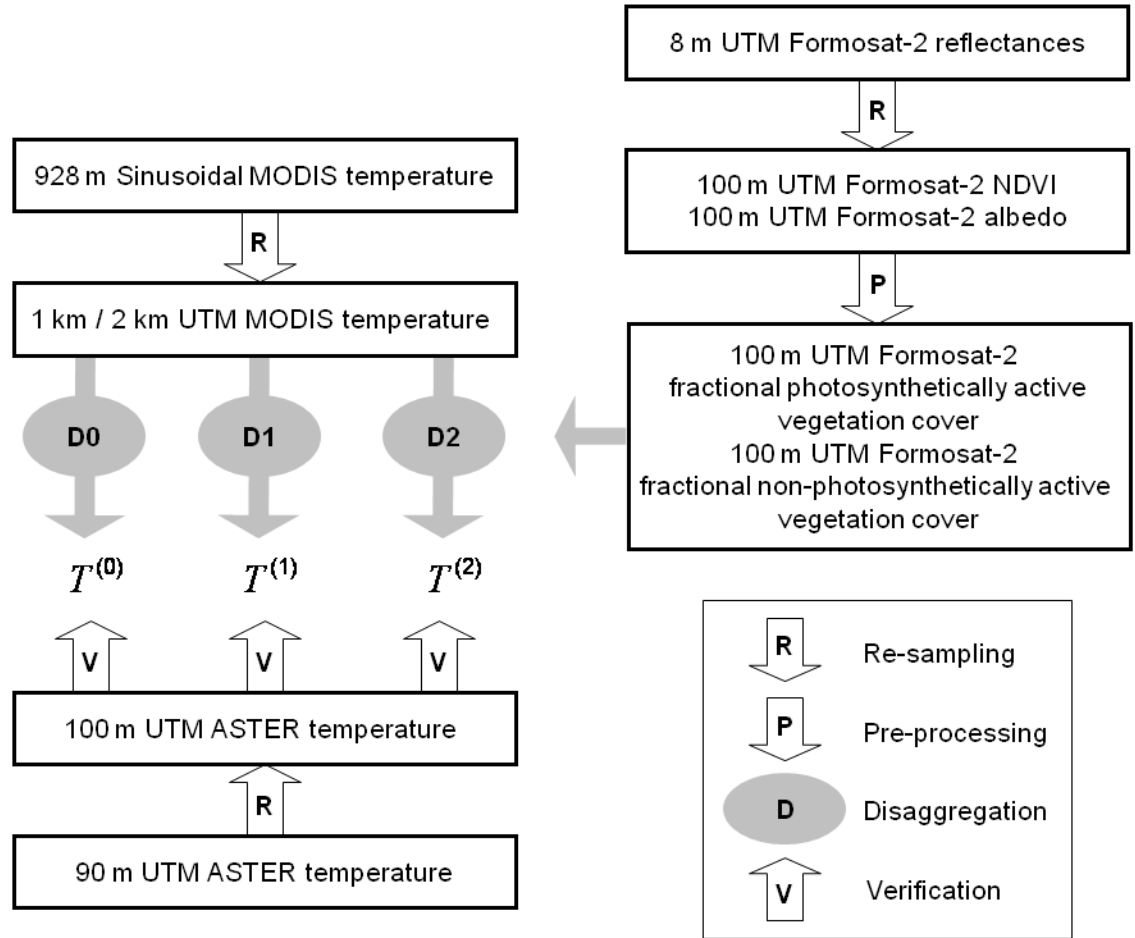 8 m UTM Formosat-2 reflectances
R
928 m Sinusoidal MODIS temperature
R
1 km / 2 km UTM MODIS temperature
100 m UTM Formosat-2 NDVI
100 m UTM Formosat-2 albedo
P
100 m UTM Formosat-2
fractional photosynthetically active
vegetation cover
100 m UTM Formosat-2
fractional non-photosynthetically active
vegetation cover
D0 D1 D2
T(0) T(1) T(2)
V V V
100 m UTM ASTER temperature
R
90 m UTM ASTER temperature
R Re-sampling
P Pre-processing
D Disaggregation
V Verification